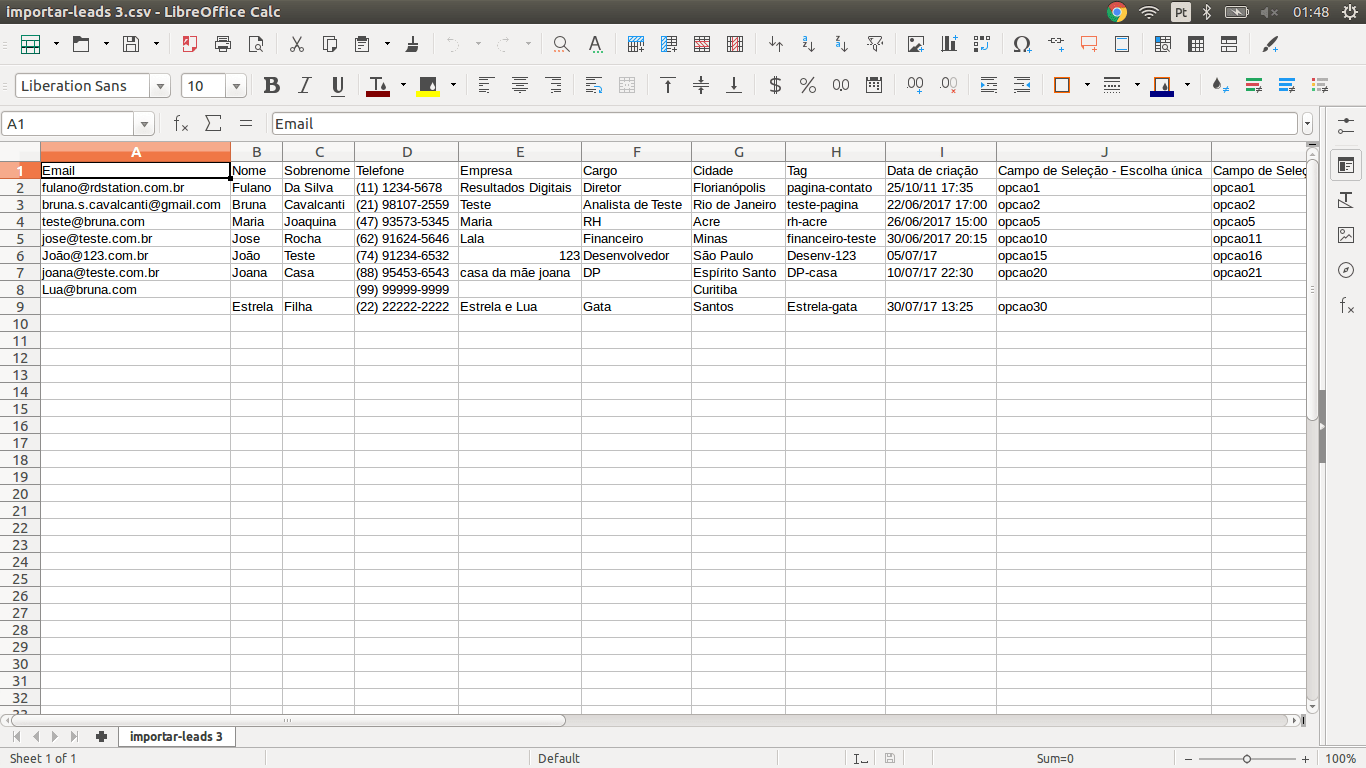 importar-leads 3.csv - LibreOffice Calc
Pt 01:48
Liberation Sans 10
A1 Email
A B C D E F G H I J
1 Email Nome Sobrenome Telefone Empresa Cargo Cidade Tag Data de criação Campo de Seleção - Escolha única Campo de Seleç
2 fulano@rdstation.com.br Fulano Da Silva (11) 1234-5678 Resultados Digitais Diretor Florianópolis pagina-contato 25/10/11 17:35 opcao1 opcao1
3 bruna.s.cavalcanti@gmail.com Bruna Cavalcanti (21) 98107-2559 Teste Analista de Teste Rio de Janeiro teste-pagina 22/06/2017 17:00 opcao2 opcao2
4 teste@bruna.com Maria Joaquina (47) 93573-5345 Maria RH Acre rh-acre 26/06/2017 15:00 opcao5 opcao5
5 jose@teste.com.br Jose Rocha (62) 91624-5646 Lala Financeiro Minas financeiro-teste 30/06/2017 20:15 opcao10 opcao11
6 João@123.com.br João Teste (74) 91234-6532 123 Desenvolvedor São Paulo Desenv-123 05/07/17 opcao15 opcao16
7 joana@teste.com.br Joana Casa (88) 95453-6543 casa da mãe joana DP Espírito Santo DP-casa 10/07/17 22:30 opcao20 opcao21
8 Lua@bruna.com (99) 99999-9999 Curitiba
9 Estrela Filha (22) 22222-2222 Estrela e Lua Gata Santos Estrela-gata 30/07/17 13:25 opcao30
10
11
12
13
14
15
16
17
18
19
20
21
22
23
24
25
26
27
28
29
30
31
32
33
importar-leads 3
Sheet 1 of 1 Default Sum=0 100%